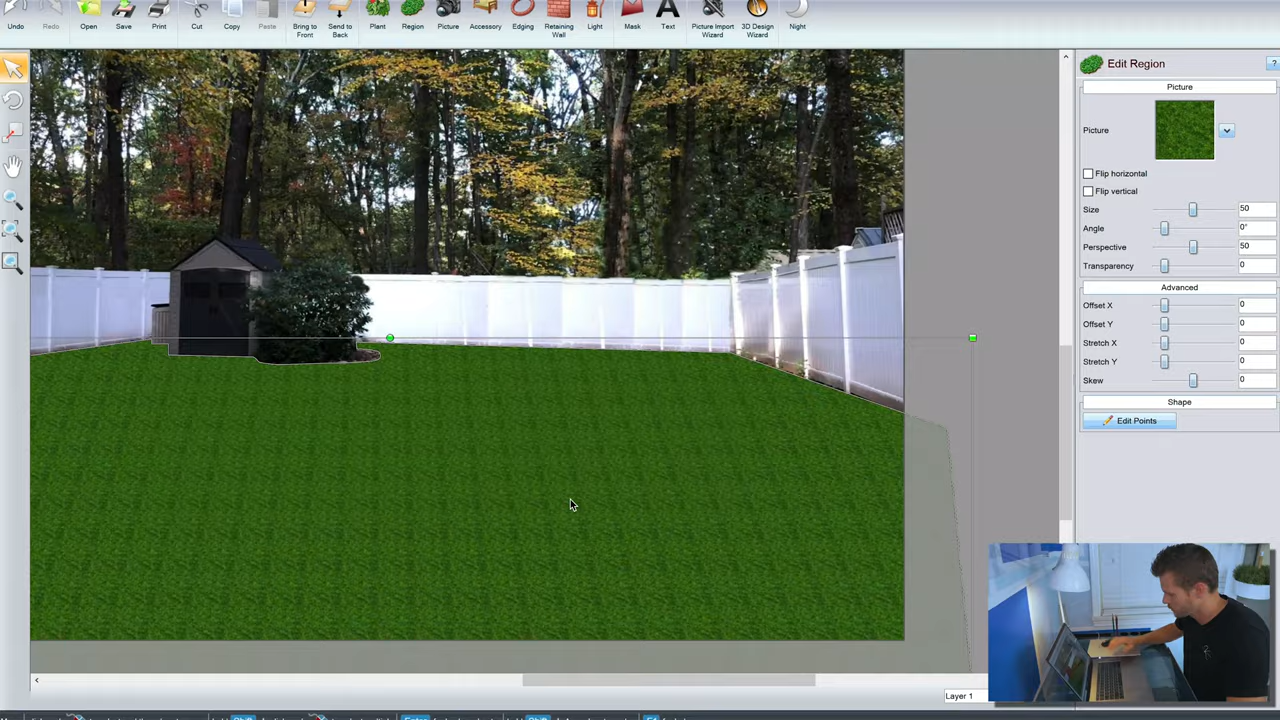 Undo Redo Open Save Print Cut Copy Paste Bring to Front Send to Back Plant Region Picture Accessory Edging Retaining Wall Light Mask Text Picture Import Wizard 3D Design Wizard Night
Edit Region ?
Picture
Picture
Flip horizontal
Flip vertical
Size 50
Angle 0°
Perspective 50
Transparency 0
Advanced
Offset X 0
Offset Y 0
Stretch X 0
Stretch Y 0
Skew 0
Shape
Edit Points
Layer 1